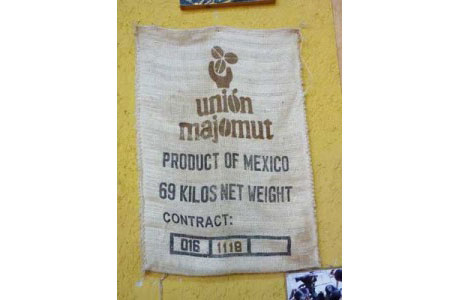 unión
majomut
PRODUCT OF MEXICO
69 KILOS NET WEIGHT
CONTRACT:
016 1118